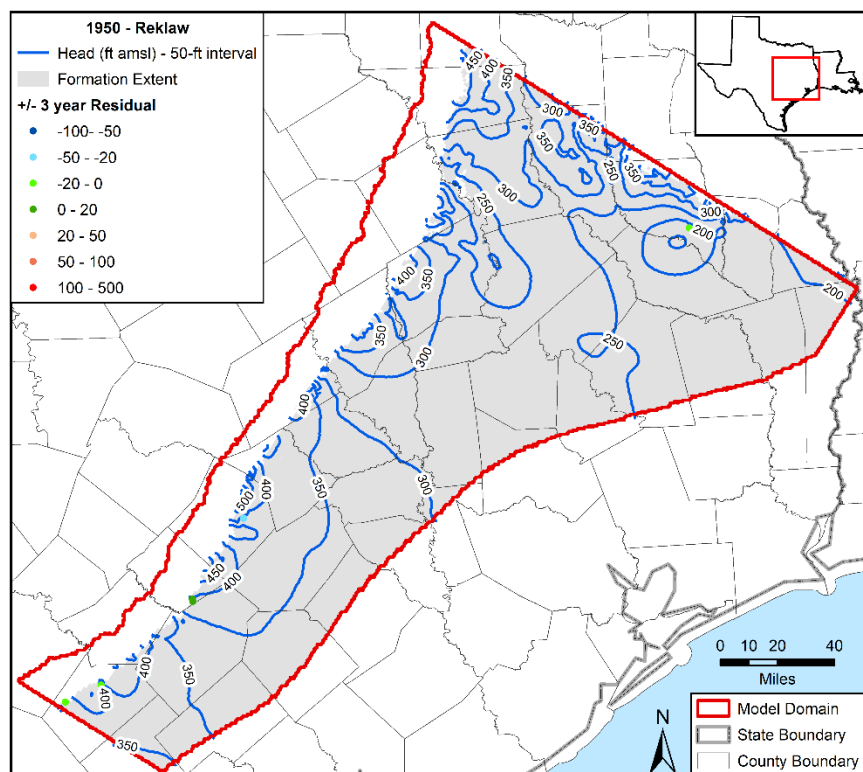 1950 - Reklaw
Head (ft amsl) - 50-ft interval
Formation Extent
+/- 3 year Residual
-100- -50
-50 - -20
-20 - 0
0 - 20
20 - 50
50 - 100
100 - 500
450
400
350
300
350
350
350
250
300
250
300
200
200
400
350
350
300
250
400
350
300
400
500
450
400
400
350
400
350
0 10 20 40
Miles
N
Model Domain
State Boundary
County Boundary